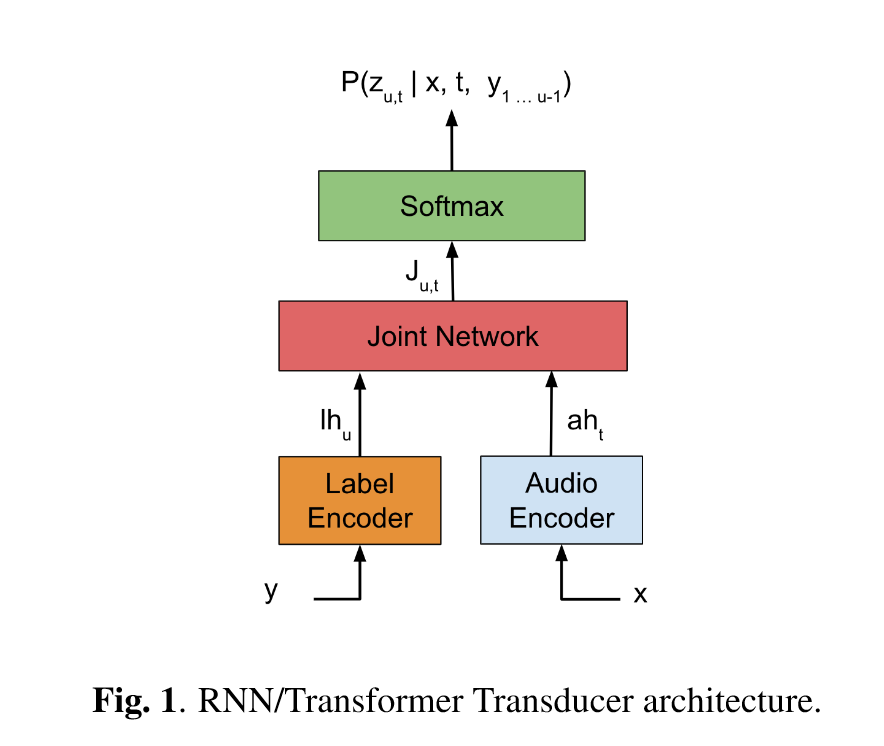 P(z_{u,t} | x, t, y_{1 ... u-1})
Softmax
J_{u,t}
Joint Network
lh_u
ah_t
Label
Encoder
Audio
Encoder
y
x
Fig. 1. RNN/Transformer Transducer architecture.